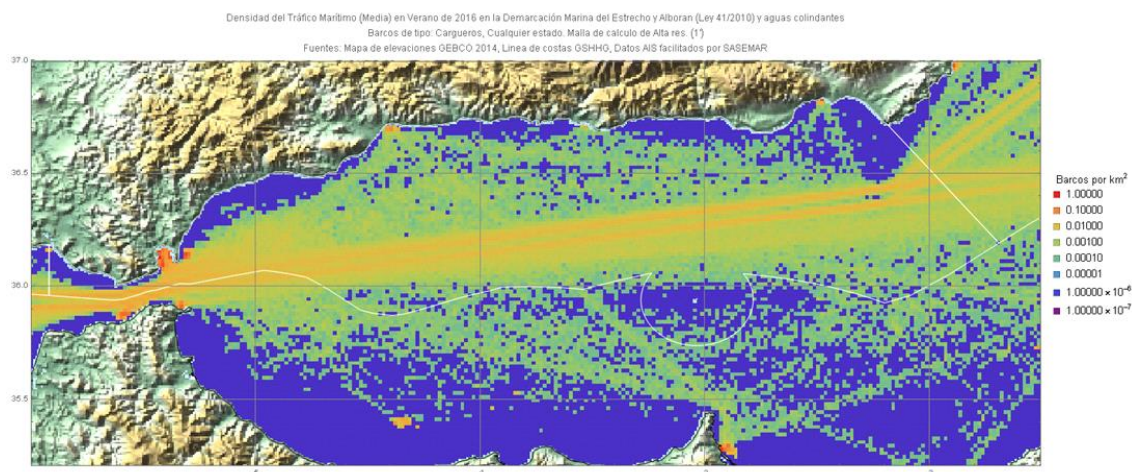 Densidad del Tráfico Marítimo (Media) en Verano de 2016 en la Demarcación Marina del Estrecho y Alboran (Ley 41/2010) y aguas colindantes
Barcos de tipo: Cargueros, Cualquier estado. Malla de calculo de Alta res. (1')
Fuentes: Mapa de elevaciones GEBCO 2014, Linea de costas GSHHG, Datos AIS facilitados por SASEMAR
37.0
36.5
36.0
35.5
Barcos por km²
1.00000
0.10000
0.01000
0.00100
0.00010
0.00001
1.00000 × 10⁻⁶
1.00000 × 10⁻⁷